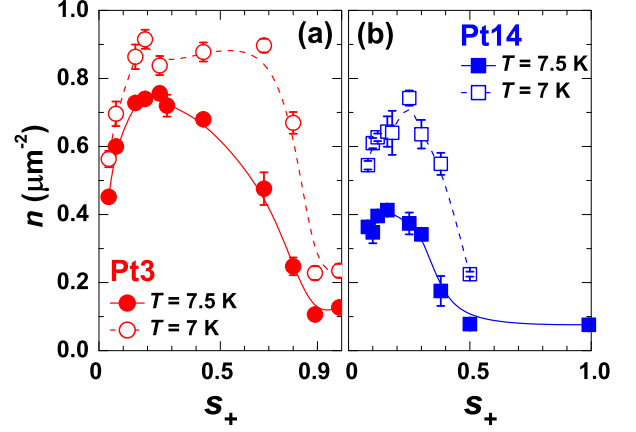 (a)
(b)
Pt14
T = 7.5 K
T = 7 K
n (μm⁻²)
1.0
0.8
0.6
0.4
0.2
0.0
Pt3
T = 7.5 K
T = 7 K
0
0.5
0.9
0
0.5
1.0
s₊
s₊